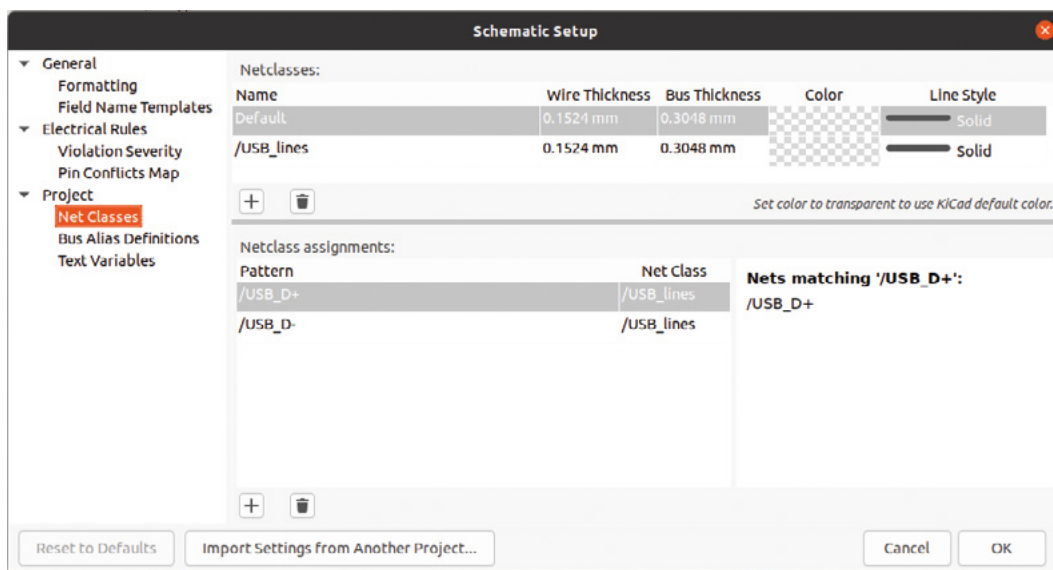 Schematic Setup
General
Formatting
Field Name Templates
Electrical Rules
Violation Severity
Pin Conflicts Map
Project
Net Classes
Bus Alias Definitions
Text Variables
Netclasses:
Name Wire Thickness Bus Thickness Color Line Style
Default 0.1524 mm 0.3048 mm Solid
/USB_lines 0.1524 mm 0.3048 mm Solid
Set color to transparent to use KiCad default color.
Netclass assignments:
Pattern Net Class
/USB_D+ /USB_lines
/USB_D- /USB_lines
Nets matching '/USB_D+':
/USB_D+
Reset to Defaults Import Settings from Another Project... Cancel OK